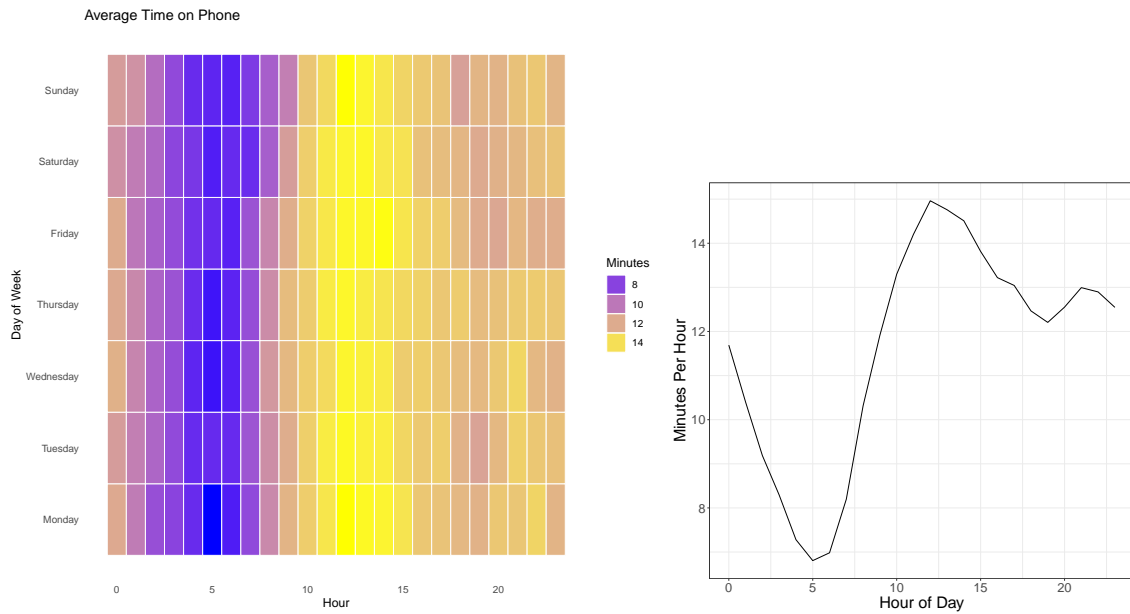 Average Time on Phone
Day of Week
Sunday
Saturday
Friday
Thursday
Wednesday
Tuesday
Monday
0 5 10 15 20
Hour
Minutes
8
10
12
14
Minutes Per Hour
14
12
10
8
0 5 10 15 20
Hour of Day